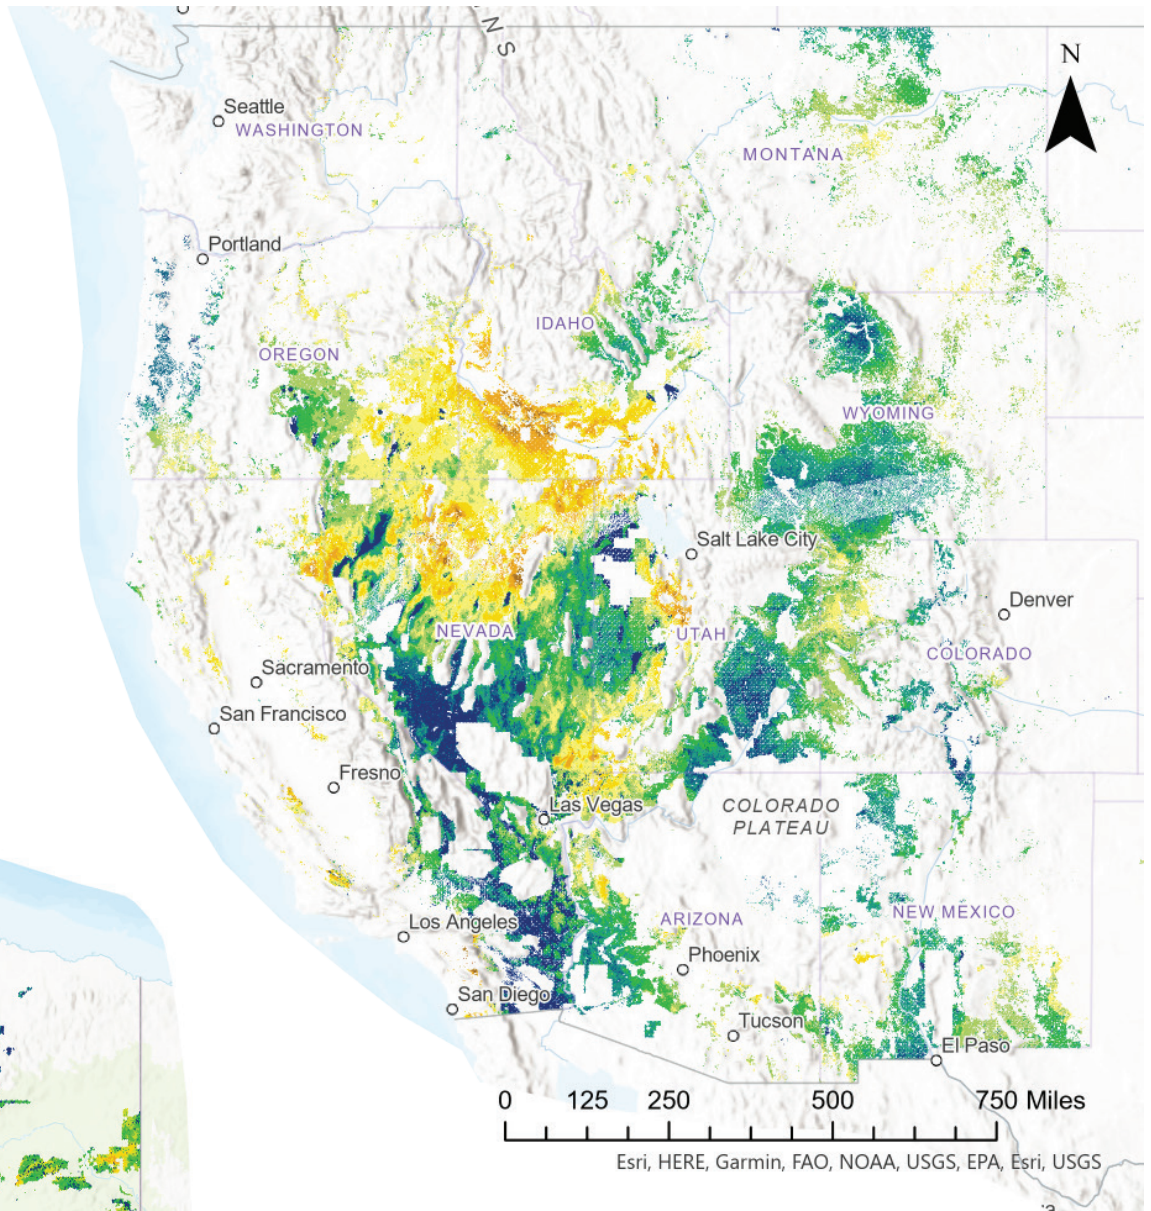 N S
N
Seattle
WASHINGTON
MONTANA
Portland
IDAHO
OREGON
WYOMING
Salt Lake City
Denver
NEVADA
UTAH
COLORADO
Sacramento
San Francisco
Fresno
Las Vegas
COLORADO
PLATEAU
Los Angeles
ARIZONA
NEW MEXICO
Phoenix
San Diego
Tucson
El Paso
0 125 250 500 750 Miles
Esri, HERE, Garmin, FAO, NOAA, USGS, EPA, Esri, USGS